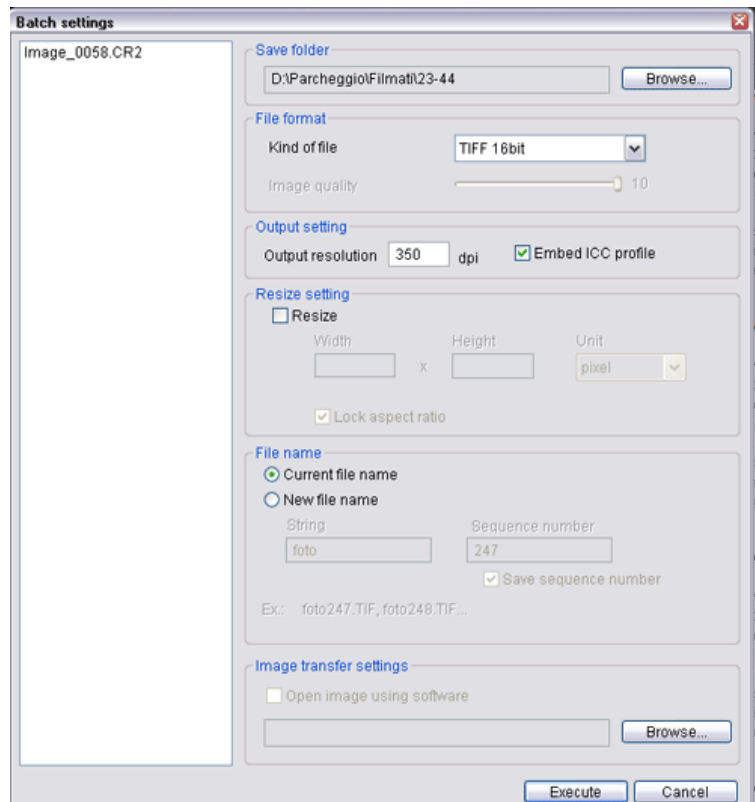 Batch settings
Image_0058.CR2
Save folder
D:\Parcheggio\Filmati\23-44
Browse...
File format
Kind of file
TIFF 16bit
Image quality
10
Output setting
Output resolution 350 dpi
Embed ICC profile
Resize setting
Resize
Width Height Unit
x pixel
Lock aspect ratio
File name
Current file name
New file name
String Sequence number
foto 247
Save sequence number
Ex.: foto247.TIF, foto248.TIF...
Image transfer settings
Open image using software
Browse...
Execute Cancel